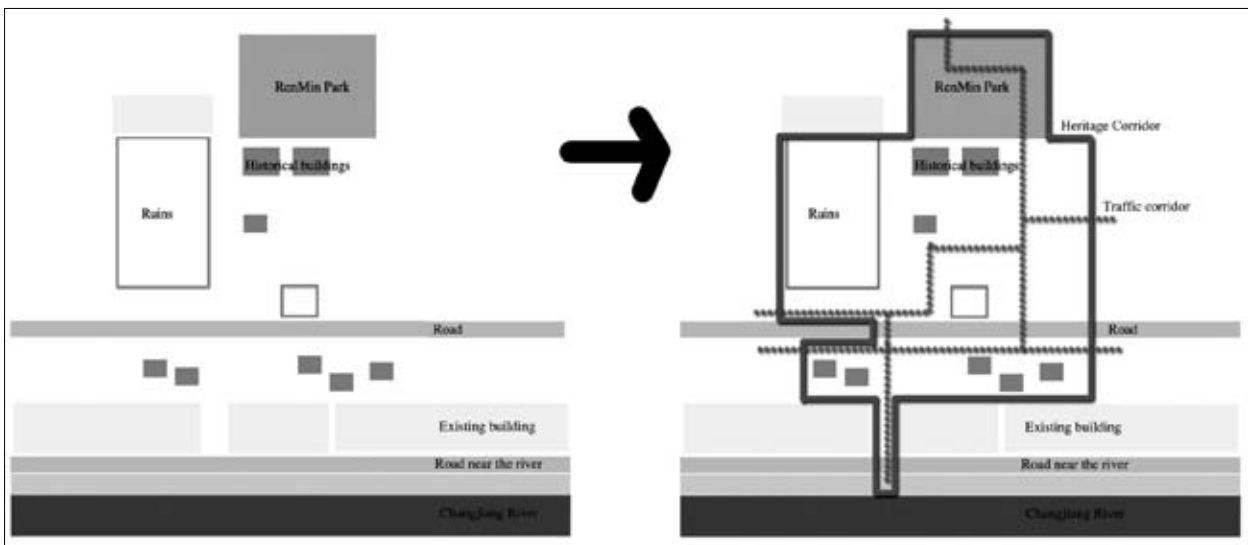 RenMin Park
Historical buildings
Ruins
Road
Existing building
Road near the river
Changjiang River
RenMin Park
Heritage Corridor
Historical buildings
Traffic corridor
Ruins
Road
Existing building
Road near the river
Changjiang River